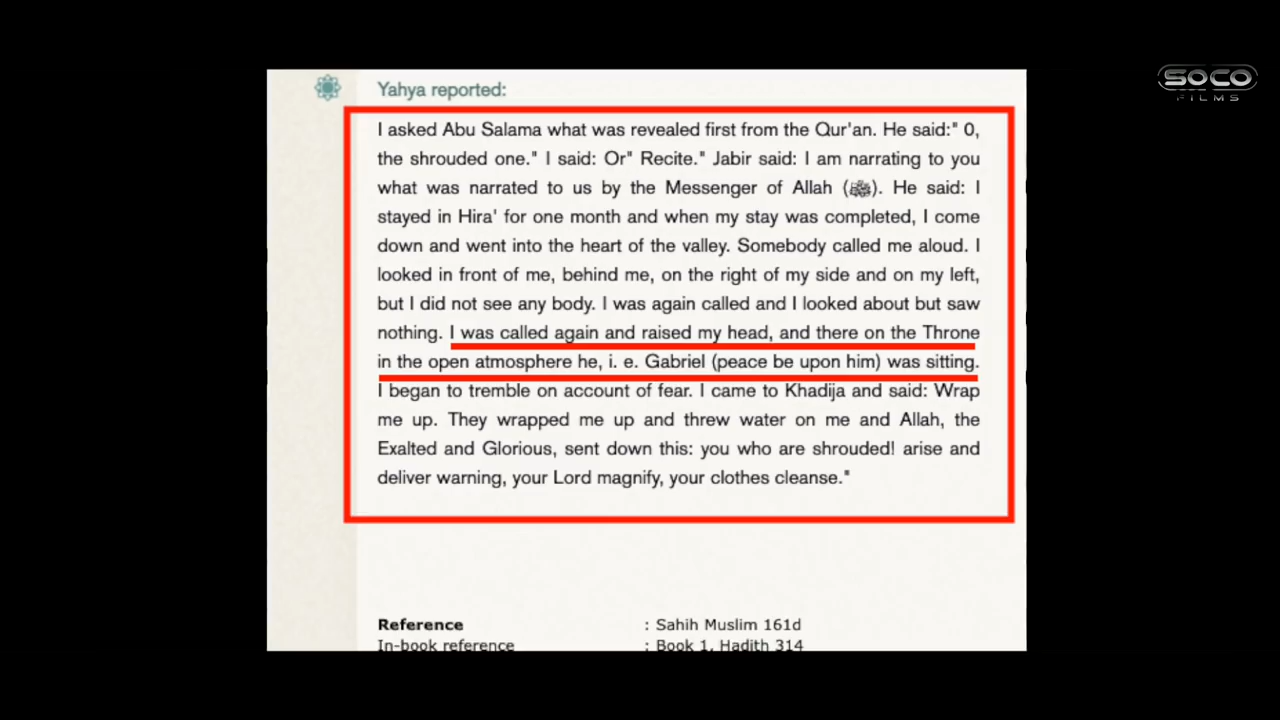 SOCO
FILMS
Yahya reported:
I asked Abu Salama what was revealed first from the Qur'an. He said:" 0,
the shrouded one." I said: Or" Recite." Jabir said: I am narrating to you
what was narrated to us by the Messenger of Allah (ﷺ). He said: I
stayed in Hira' for one month and when my stay was completed, I come
down and went into the heart of the valley. Somebody called me aloud. I
looked in front of me, behind me, on the right of my side and on my left,
but I did not see any body. I was again called and I looked about but saw
nothing. I was called again and raised my head, and there on the Throne
in the open atmosphere he, i. e. Gabriel (peace be upon him) was sitting.
I began to tremble on account of fear. I came to Khadija and said: Wrap
me up. They wrapped me up and threw water on me and Allah, the
Exalted and Glorious, sent down this: you who are shrouded! arise and
deliver warning, your Lord magnify, your clothes cleanse."
Reference : Sahih Muslim 161d
In-book reference : Book 1, Hadith 314